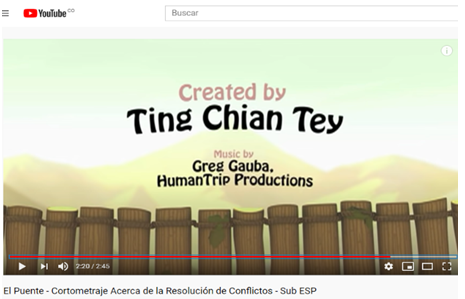 YouTube CO
Buscar
Created by
Ting Chian Tey
Music by
Greg Gauba,
HumanTrip Productions
2:20 / 2:45
El Puente - Cortometraje Acerca de la Resolución de Conflictos - Sub ESP